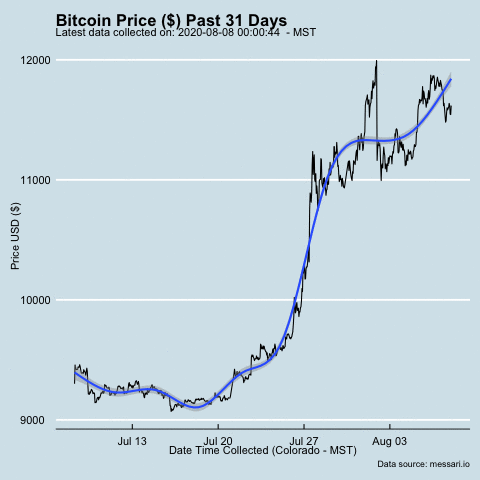 Bitcoin Price ($) Past 31 Days
Latest data collected on: 2020-08-08 00:00:44  - MST
12000
11000
10000
9000
Price USD ($)
Jul 13
Jul 20
Jul 27
Aug 03
Date Time Collected (Colorado - MST)
Data source: messari.io